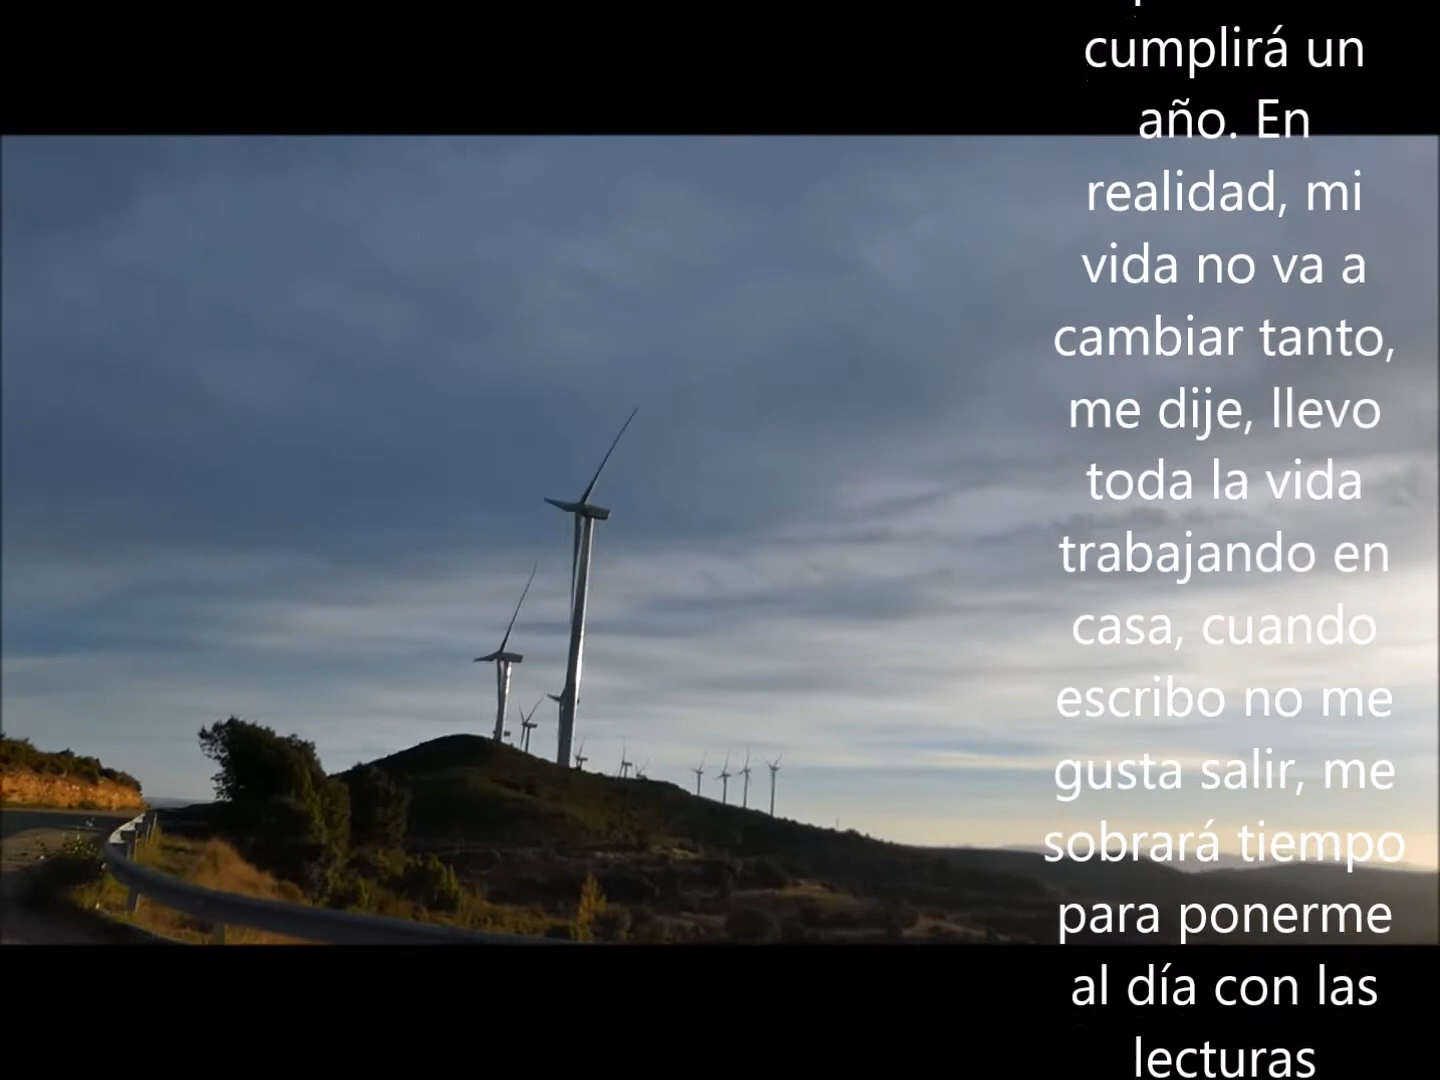 cumplirá un
año. En
realidad, mi
vida no va a
cambiar tanto,
me dije, llevo
toda la vida
trabajando en
casa, cuando
escribo no me
gusta salir, me
sobrará tiempo
para ponerme
al día con las
lecturas